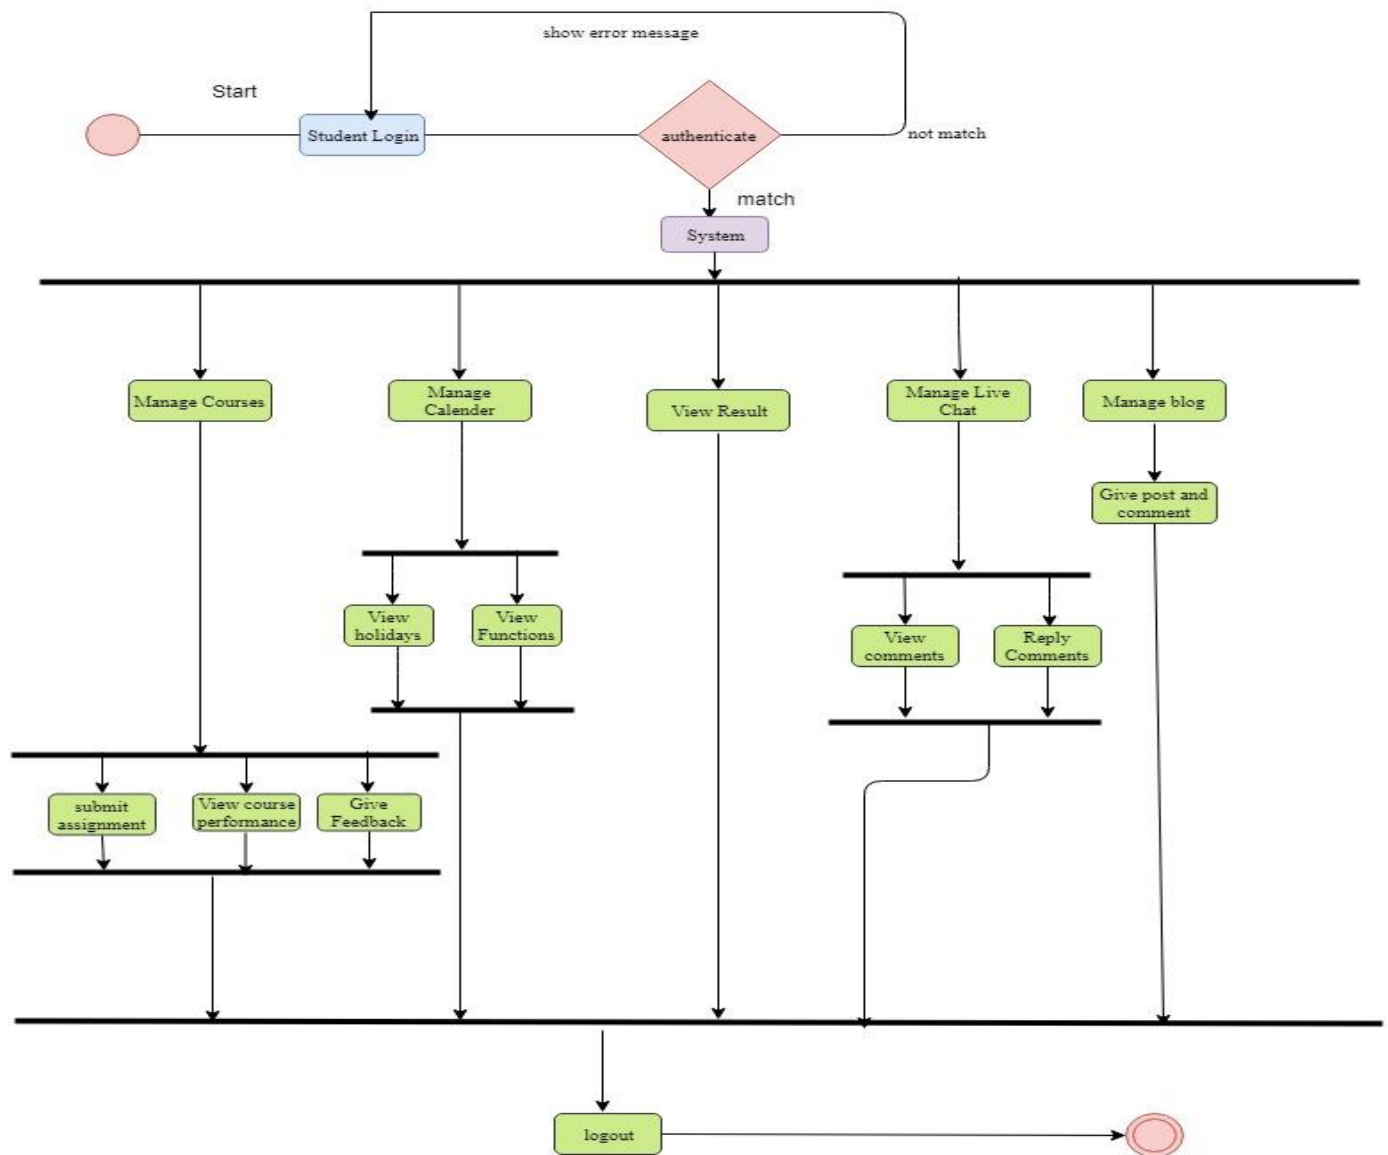 show error message
Start
Student Login
authenticate
not match
match
System
Manage Courses
Manage
Calender
View Result
Manage Live
Chat
Manage blog
Give post and
comment
View
holidays
View
Functions
View
comments
Reply
Comments
submit
assignment
View course
performance
Give
Feedback
logout